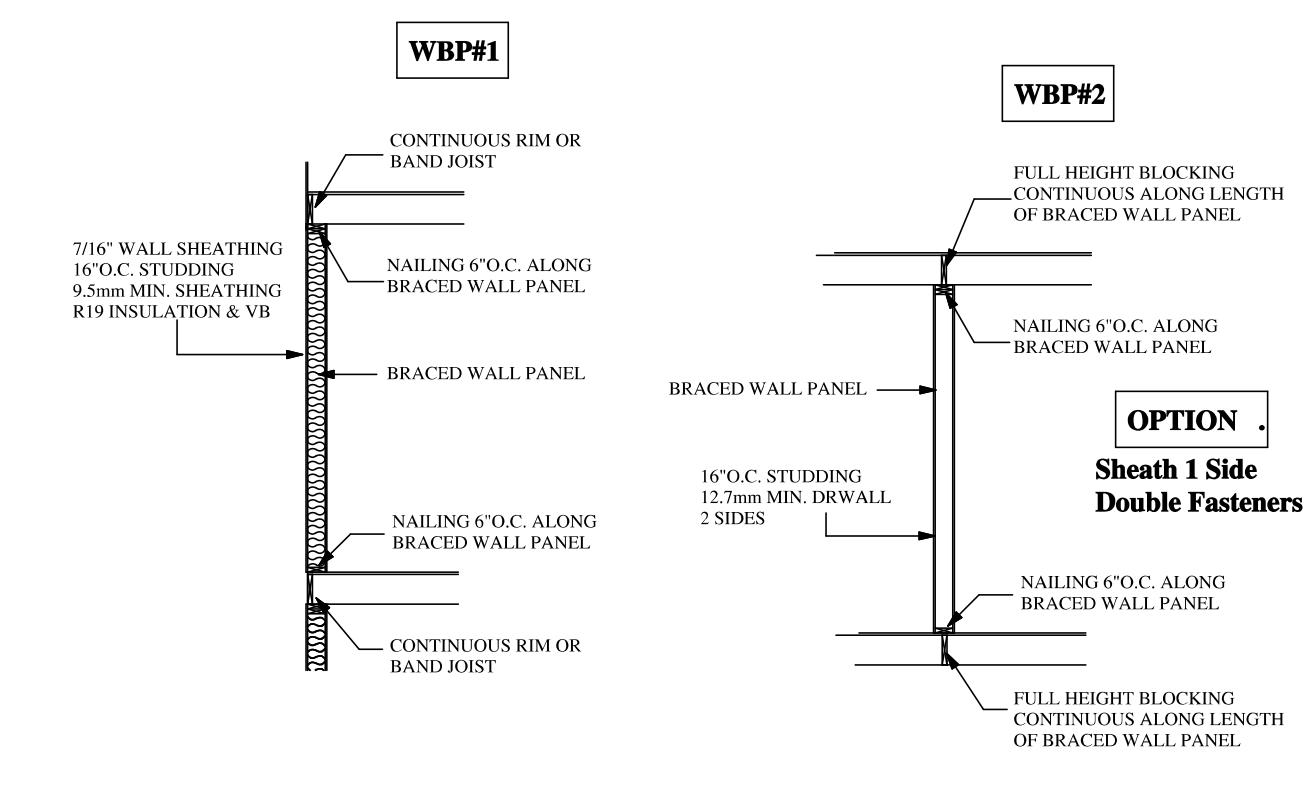 WBP#1
CONTINUOUS RIM OR
BAND JOIST
7/16" WALL SHEATHING
16"O.C. STUDDING
9.5mm MIN. SHEATHING
R19 INSULATION & VB
NAILING 6"O.C. ALONG
BRACED WALL PANEL
BRACED WALL PANEL
NAILING 6"O.C. ALONG
BRACED WALL PANEL
CONTINUOUS RIM OR
BAND JOIST
WBP#2
FULL HEIGHT BLOCKING
CONTINUOUS ALONG LENGTH
OF BRACED WALL PANEL
NAILING 6"O.C. ALONG
BRACED WALL PANEL
BRACED WALL PANEL
OPTION .
Sheath 1 Side
Double Fasteners
16"O.C. STUDDING
12.7mm MIN. DRWALL
2 SIDES
NAILING 6"O.C. ALONG
BRACED WALL PANEL
FULL HEIGHT BLOCKING
CONTINUOUS ALONG LENGTH
OF BRACED WALL PANEL